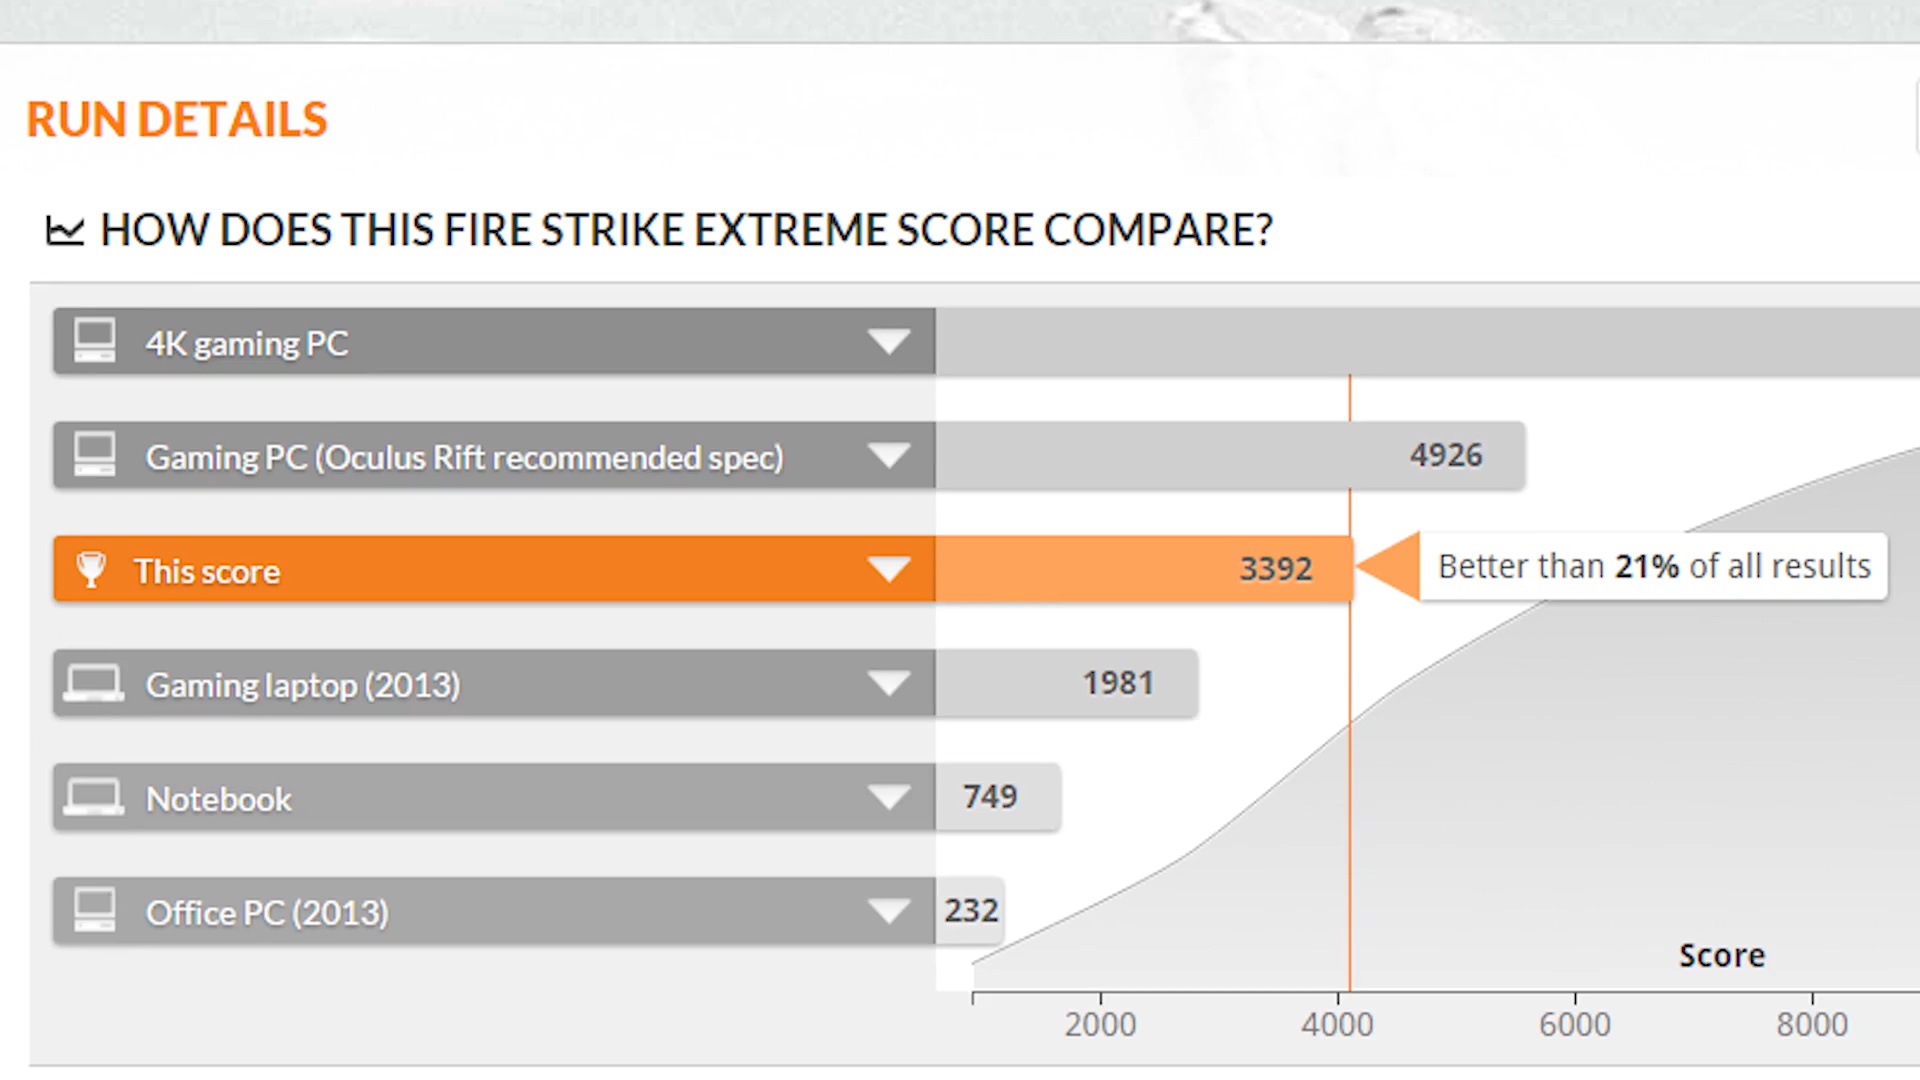 RUN DETAILS
HOW DOES THIS FIRE STRIKE EXTREME SCORE COMPARE?
4K gaming PC
Gaming PC (Oculus Rift recommended spec) 4926
This score 3392 Better than 21% of all results
Gaming laptop (2013) 1981
Notebook 749
Office PC (2013) 232
Score
2000 4000 6000 8000